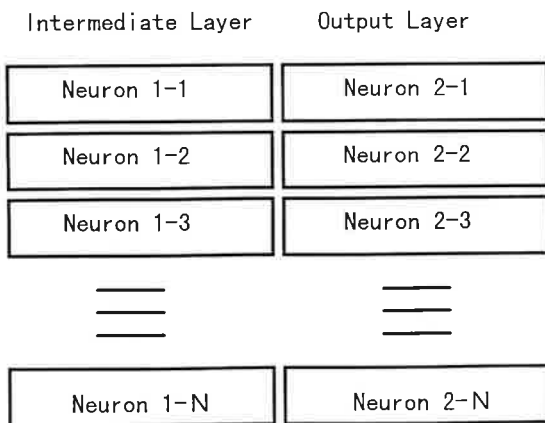 Intermediate Layer Output Layer
Neuron 1-1 Neuron 2-1
Neuron 1-2 Neuron 2-2
Neuron 1-3 Neuron 2-3
Neuron 1-N Neuron 2-N